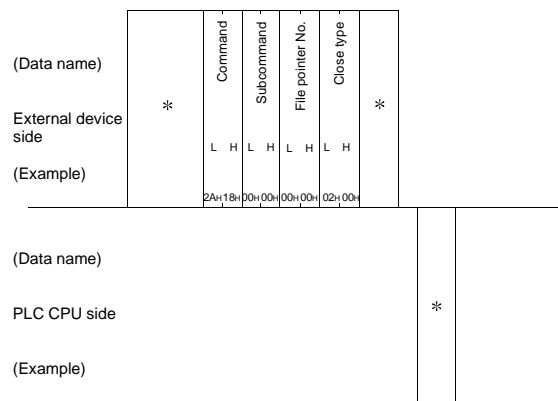 (Data name)
External device
side
(Example)
*
Command
Subcommand
File pointer No.
Close type
*
L H L H L H L H
2AH 18H 00H 00H 00H 00H 02H 00H
(Data name)
PLC CPU side
(Example)
*